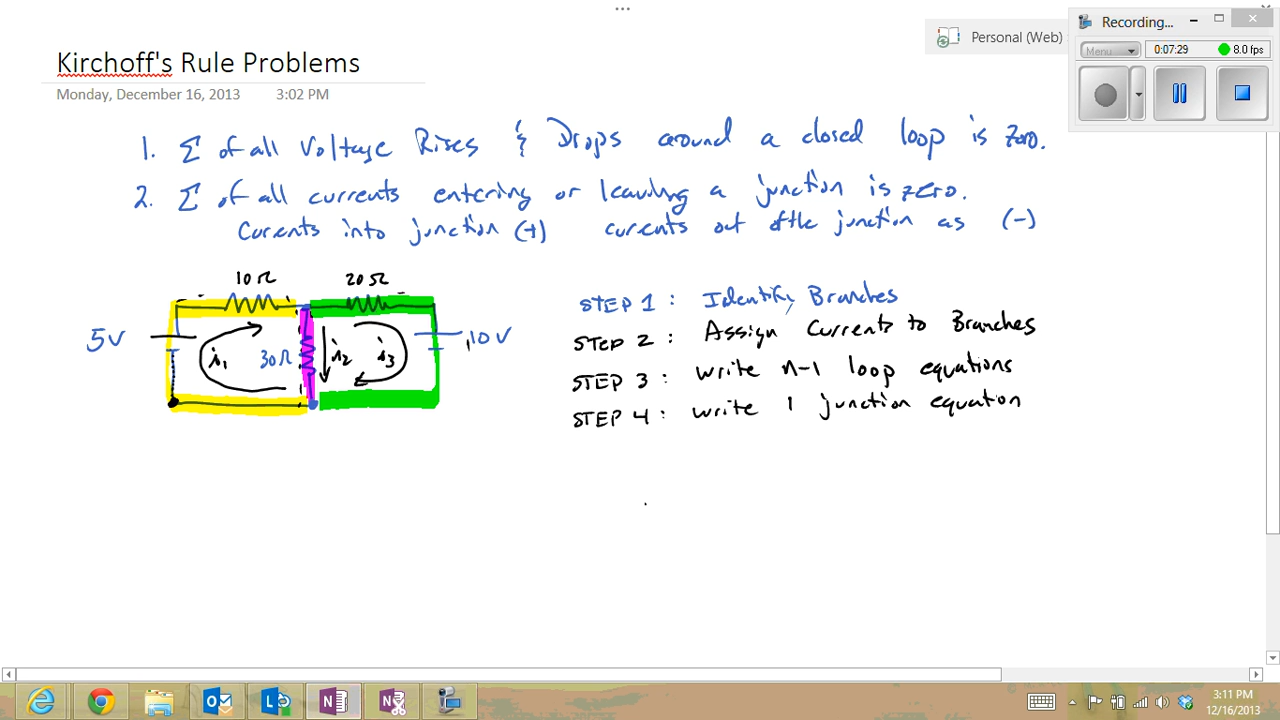 Recording...
Personal (Web)
Menu
0:07:29
8.0 fps
Kirchoff's Rule Problems
Monday, December 16, 2013 3:02 PM
1. Σ of all Voltage Rises & Drops around a closed loop is zero.
2. Σ of all currents entering or leaving a junction is zero.
Currents into junction (+) currents out of the junction as (-)
10Ω 20Ω
5V i1 30Ω i2 i3 10V
STEP 1: Identify Branches
STEP 2: Assign Currents to Branches
STEP 3: write n-1 loop equations
STEP 4: write 1 junction equation
3:11 PM
12/16/2013